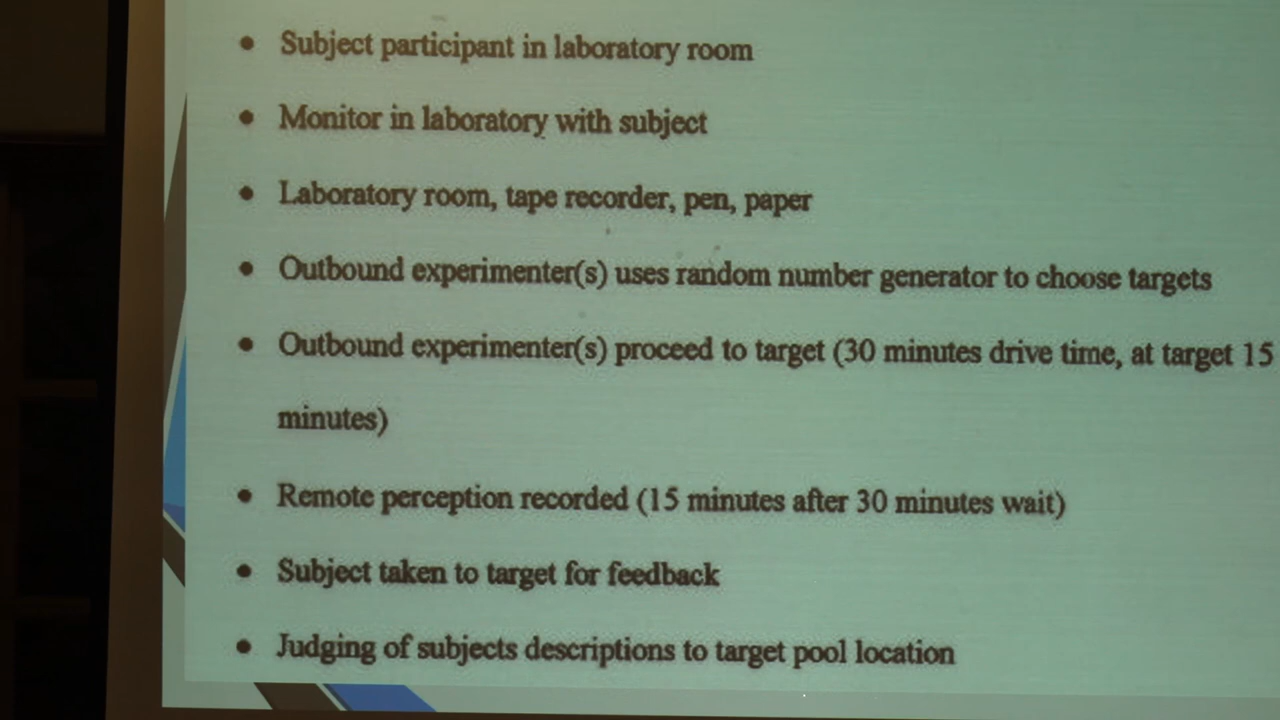 • Subject participant in laboratory room
• Monitor in laboratory with subject
• Laboratory room, tape recorder, pen, paper
• Outbound experimenter(s) uses random number generator to choose targets
• Outbound experimenter(s) proceed to target (30 minutes drive time, at target 15
minutes)
• Remote perception recorded (15 minutes after 30 minutes wait)
• Subject taken to target for feedback
• Judging of subjects descriptions to target pool location